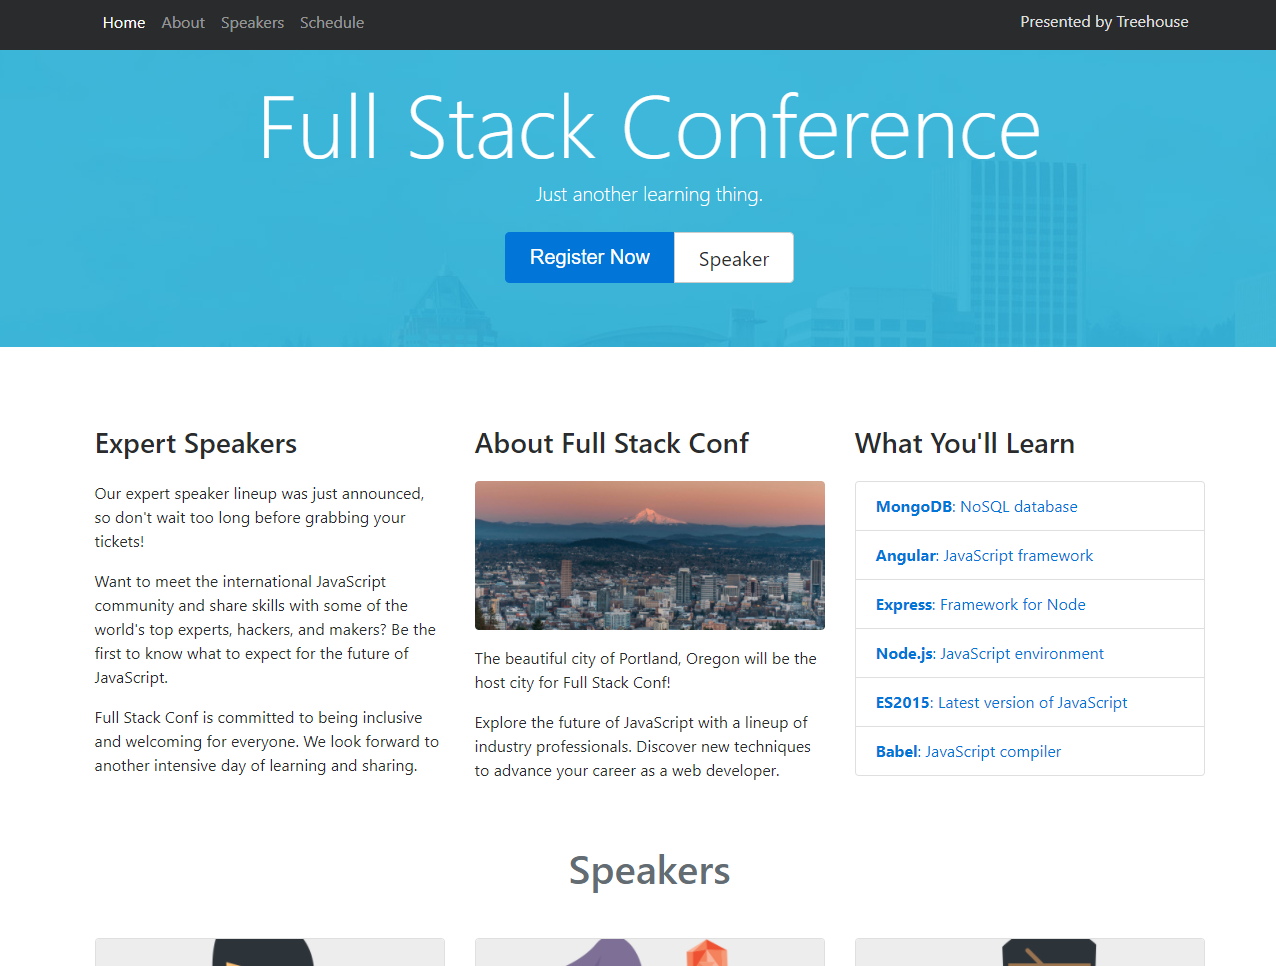 Home About Speakers Schedule
Presented by Treehouse
Full Stack Conference
Just another learning thing.
Register Now
Speaker
Expert Speakers
Our expert speaker lineup was just announced,
so don't wait too long before grabbing your
tickets!
Want to meet the international JavaScript
community and share skills with some of the
world's top experts, hackers, and makers? Be the
first to know what to expect for the future of
JavaScript.
Full Stack Conf is committed to being inclusive
and welcoming for everyone. We look forward to
another intensive day of learning and sharing.
About Full Stack Conf
The beautiful city of Portland, Oregon will be the
host city for Full Stack Conf!
Explore the future of JavaScript with a lineup of
industry professionals. Discover new techniques
to advance your career as a web developer.
What You'll Learn
MongoDB: NoSQL database
Angular: JavaScript framework
Express: Framework for Node
Node.js: JavaScript environment
ES2015: Latest version of JavaScript
Babel: JavaScript compiler
Speakers